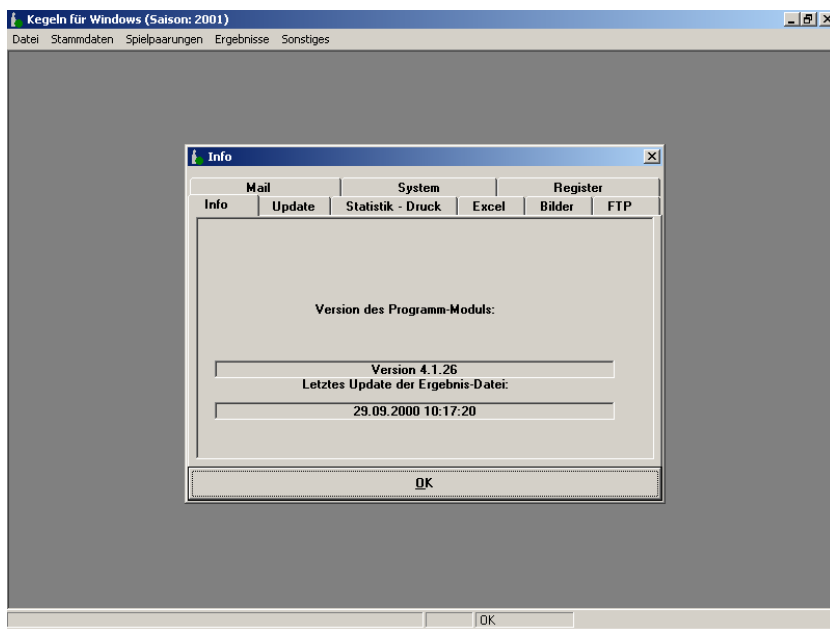 Kegeln für Windows (Saison: 2001)
Datei Stammdaten Spielpaarungen Ergebnisse Sonstiges
Info
Mail System Register
Info Update Statistik - Druck Excel Bilder FTP
Version des Programm-Moduls:
Version 4.1.26
Letztes Update der Ergebnis-Datei:
29.09.2000 10:17:20
OK
OK